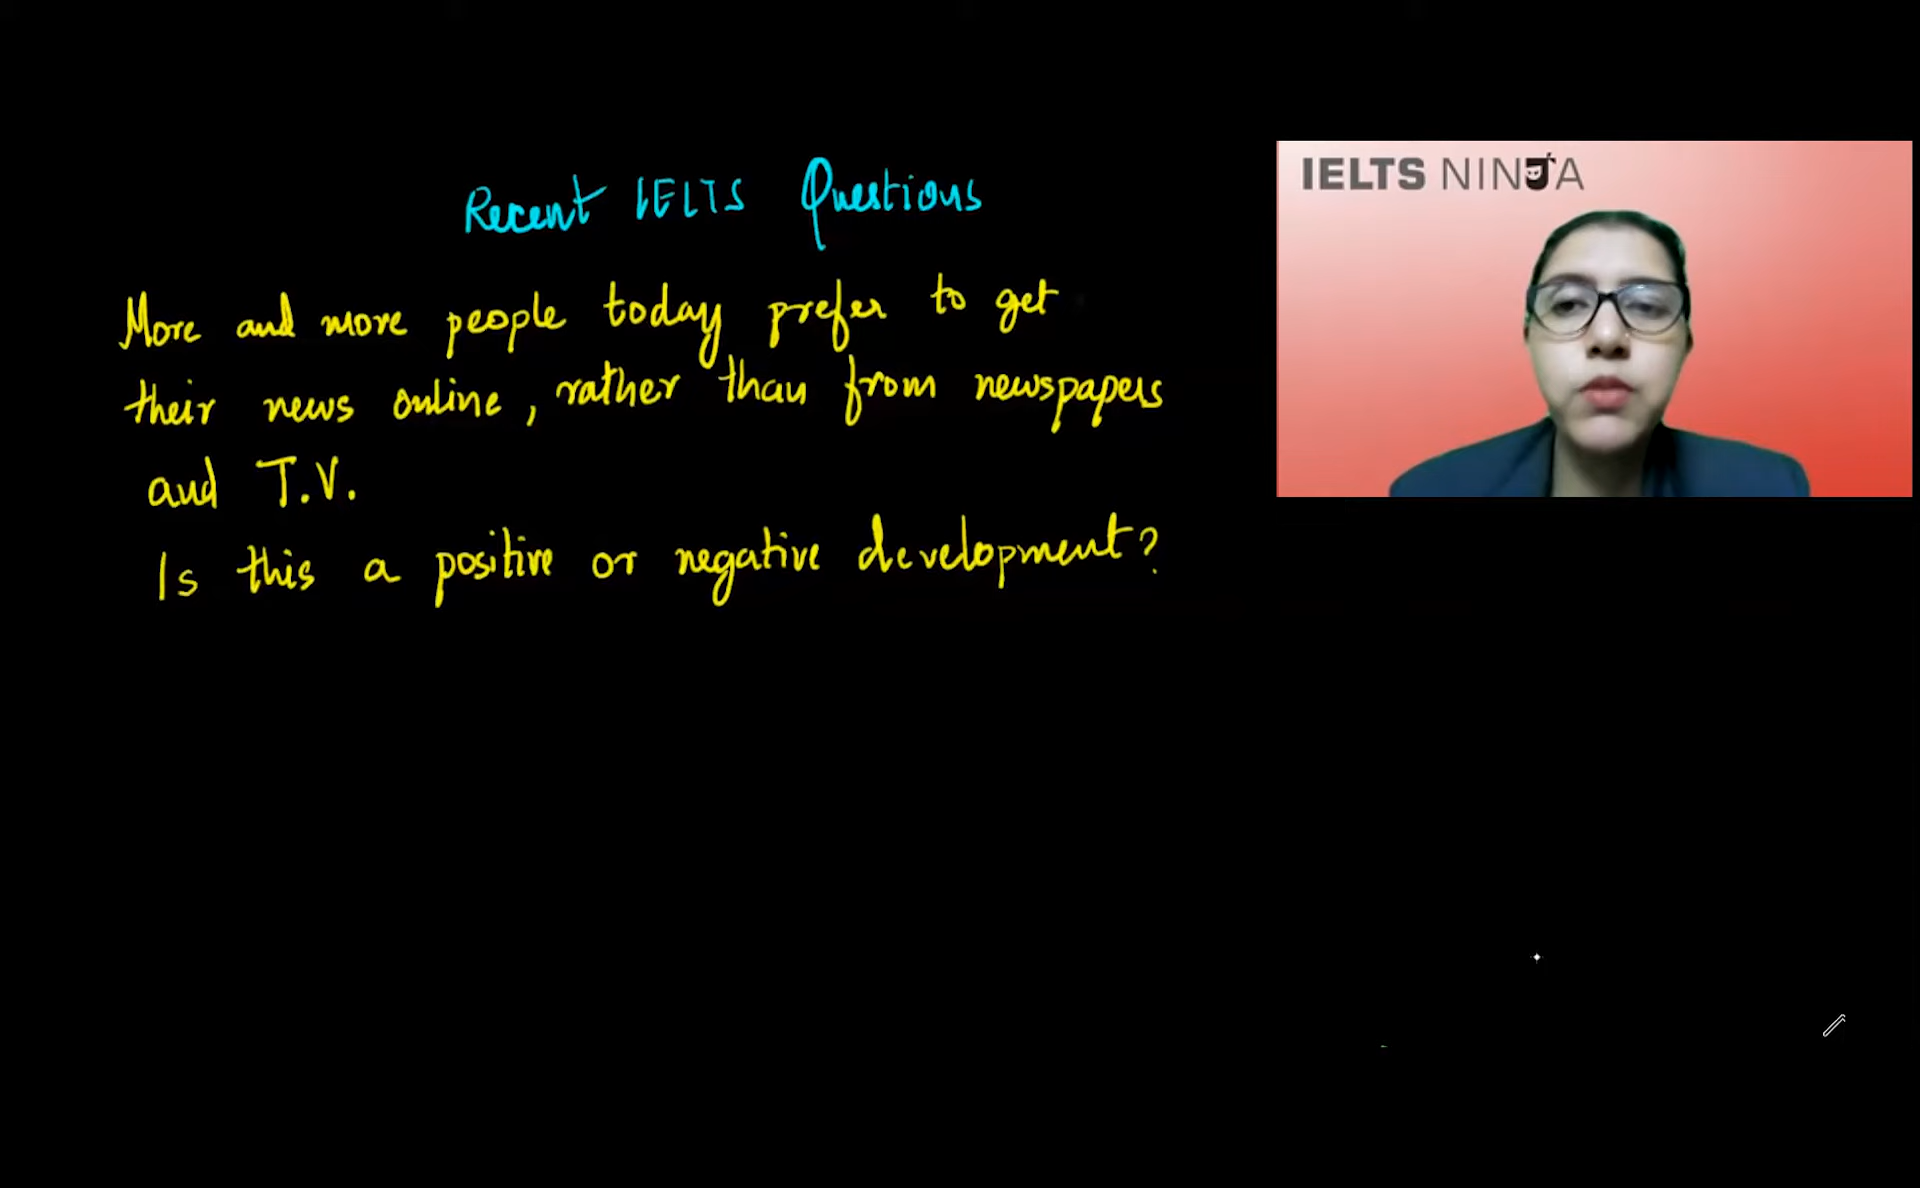 Recent IELTS Questions
IELTS NINJA
More and more people today prefer to get
their news online, rather than from newspapers
and T.V.
Is this a positive or negative development?